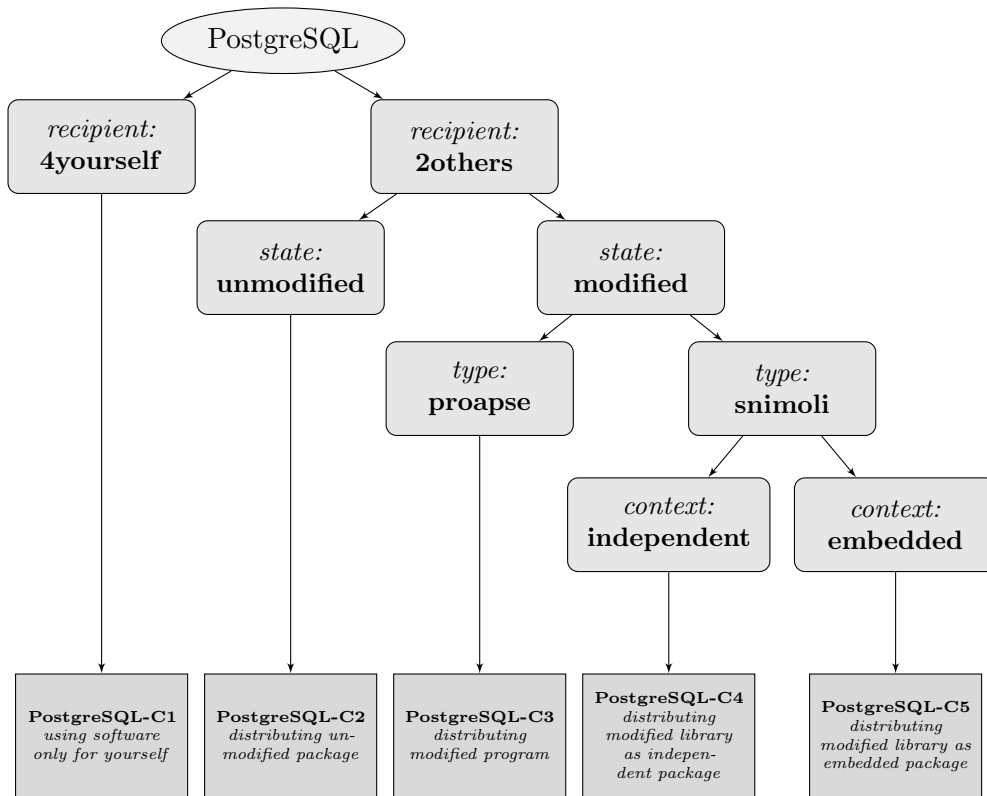 PostgreSQL
recipient:
4yourself
recipient:
2others
state:
unmodified
state:
modified
type:
proapse
type:
snimoli
context:
independent
context:
embedded
PostgreSQL-C1
using software
only for yourself
PostgreSQL-C2
distributing un-
modified package
PostgreSQL-C3
distributing
modified program
PostgreSQL-C4
distributing
modified library
as indepen-
dent package
PostgreSQL-C5
distributing
modified library as
embedded package